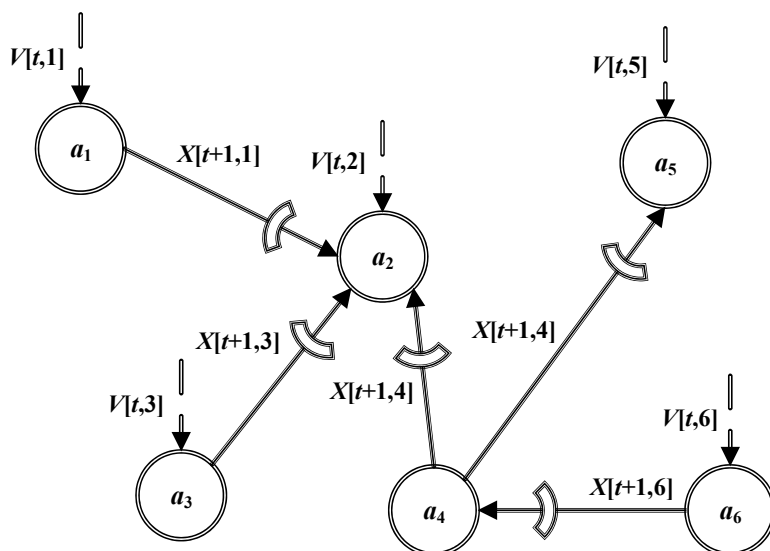 V[t,1]
V[t,5]
a1
X[t+1,1]
V[t,2]
a5
a2
X[t+1,3]
X[t+1,4]
X[t+1,4]
V[t,3]
V[t,6]
a3
a4
X[t+1,6]
a6